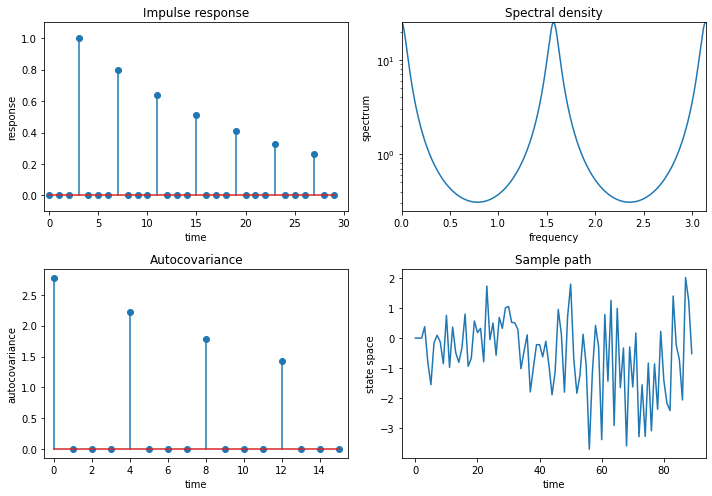 Impulse response
Spectral density
response
1.0
0.8
0.6
0.4
0.2
0.0
0 5 10 15 20 25 30
time
spectrum
10¹
10⁰
0.0 0.5 1.0 1.5 2.0 2.5 3.0
frequency
Autocovariance
Sample path
autocovariance
2.5
2.0
1.5
1.0
0.5
0.0
0 2 4 6 8 10 12 14
time
state space
2
1
0
−1
−2
−3
0 20 40 60 80
time